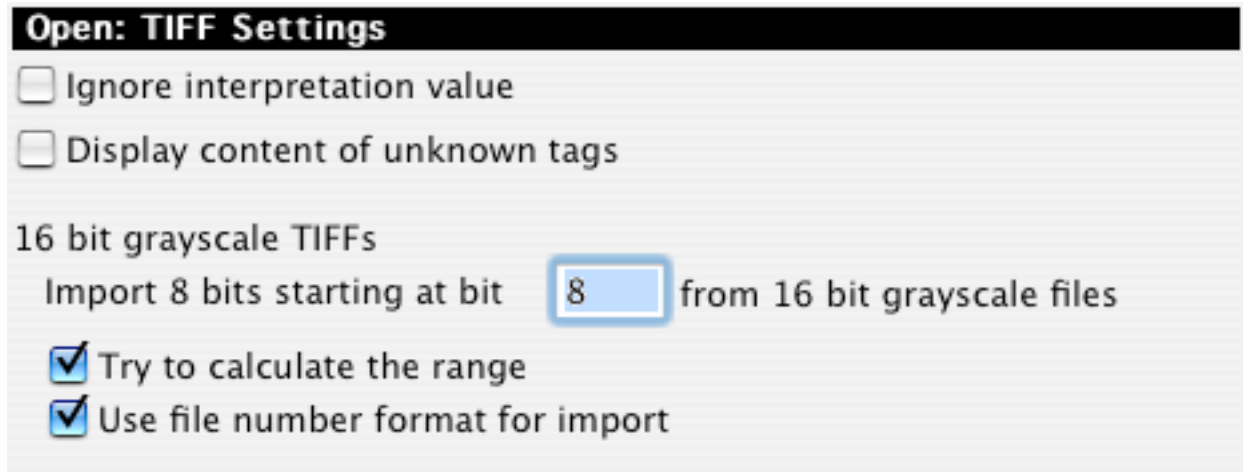 Open: TIFF Settings
Ignore interpretation value
Display content of unknown tags
16 bit grayscale TIFFs
Import 8 bits starting at bit 8 from 16 bit grayscale files
Try to calculate the range
Use file number format for import